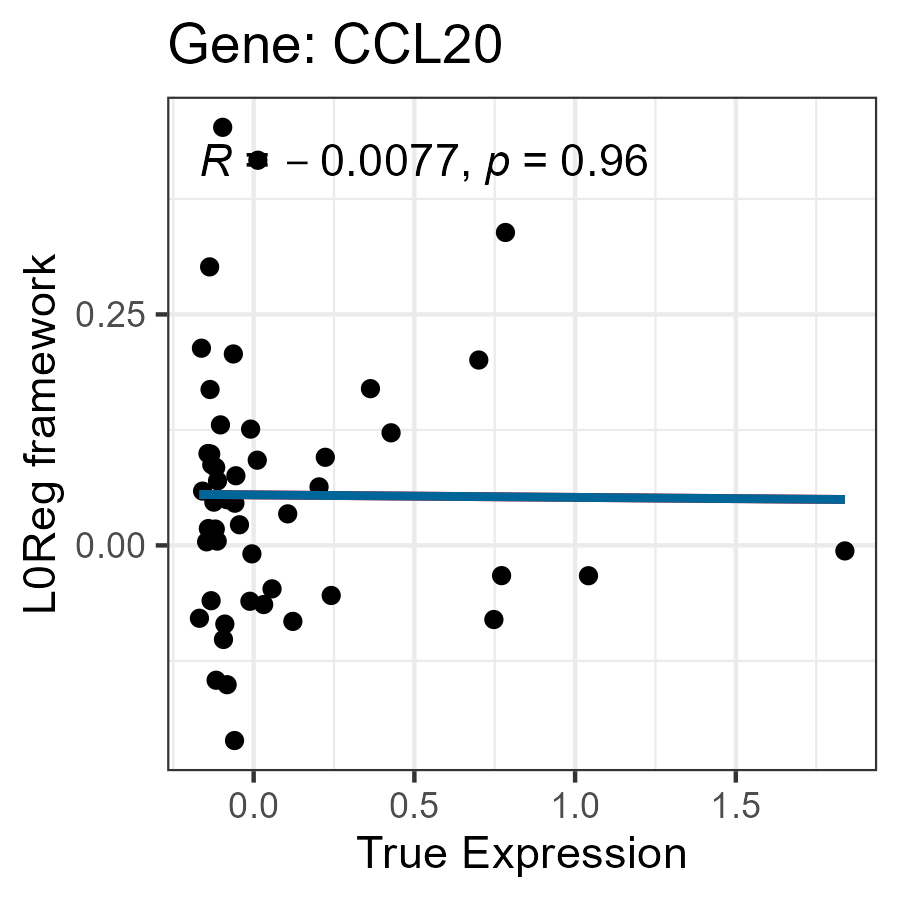 Gene: CCL20
R = – 0.0077, p = 0.96
L0Reg framework
0.25
0.00
0.0 0.5 1.0 1.5
True Expression